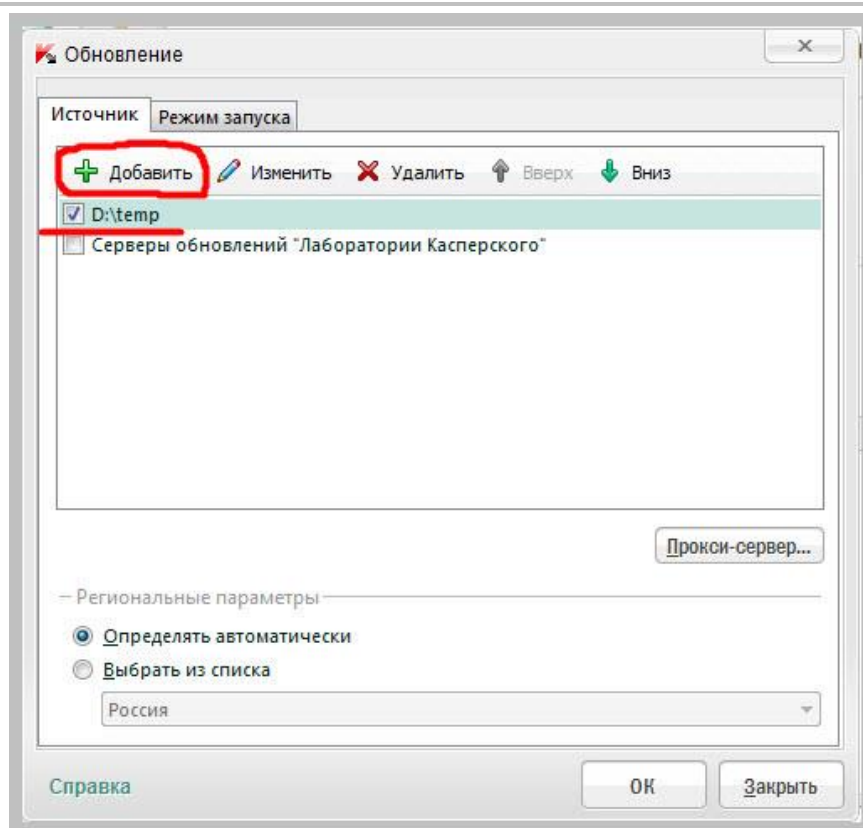 Обновление
Источник Режим запуска
Добавить Изменить Удалить Вверх Вниз
D:\temp
Серверы обновлений "Лаборатории Касперского"
Прокси-сервер...
Региональные параметры
Определять автоматически
Выбрать из списка
Россия
Справка ОК Закрыть